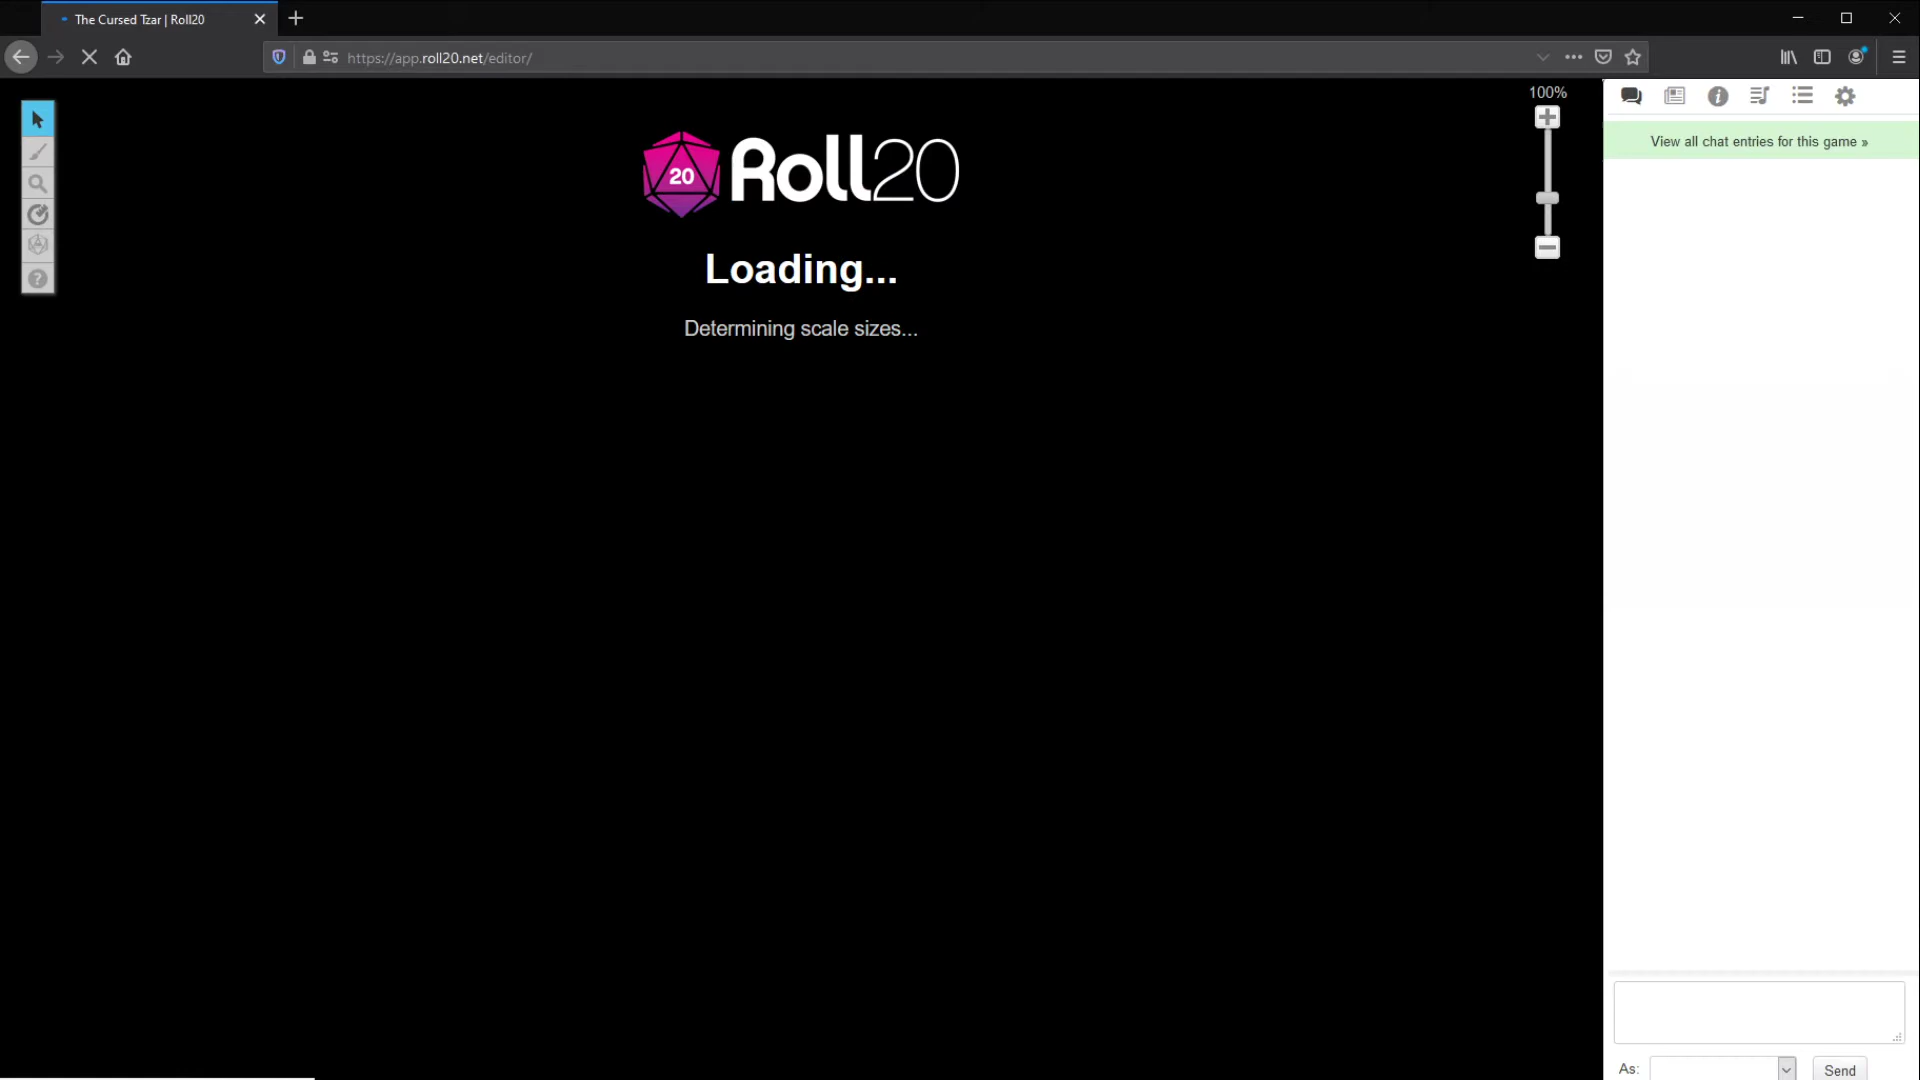 The Cursed Tzar | Roll20
https://app.roll20.net/editor/
100%
View all chat entries for this game »
20 Roll20
Loading...
Determining scale sizes...
As:
Send